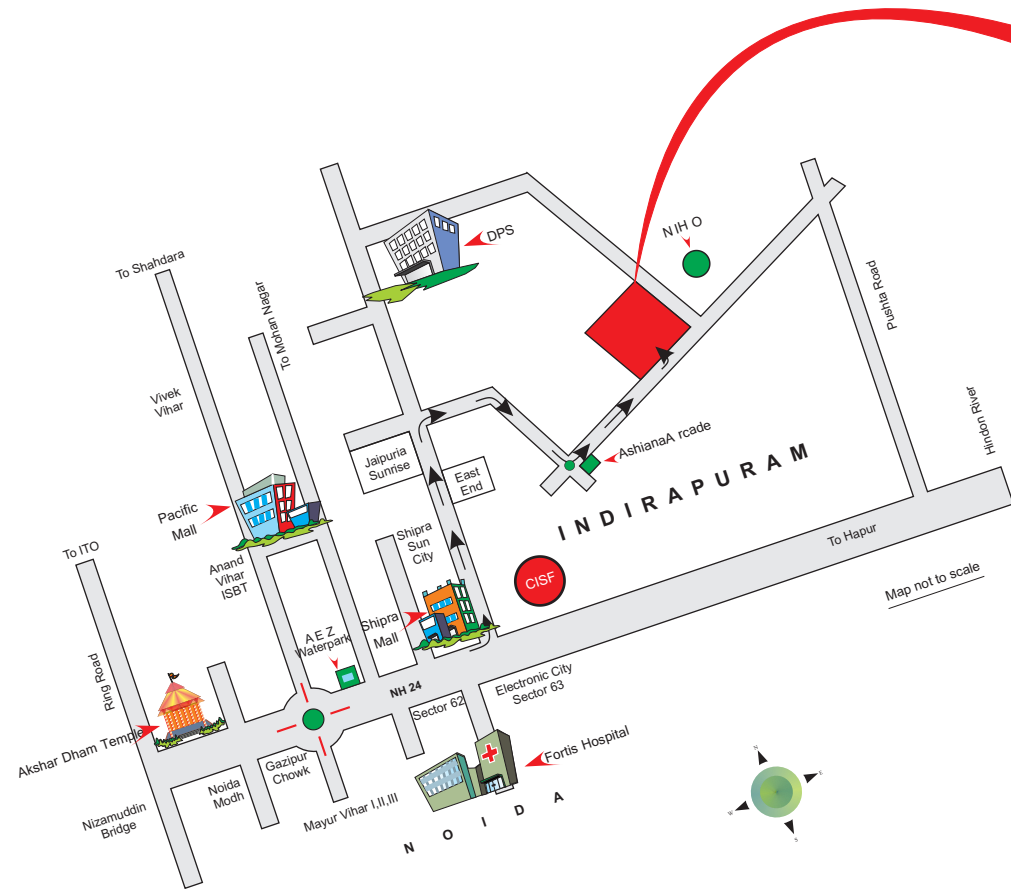 NIH O
DPS
To Shahdara
To Mohan Nagar
Pushta Road
Vivek
Vihar
Hindon River
AshianaA rcade
Jaipuria
Sunrise
East
End
INDIRAPURAM
Pacific
Mall
Shipra
Sun
City
To Hapur
To ITO
Anand
Vihar
ISBT
CISF
Map not to scale
A E Z
Waterpark
Shipra
Mall
Ring Road
NH 24
Electronic City
Sector 63
Sector 62
Akshar Dham Temple
Gazipur
Chowk
Fortis Hospital
Noida
Modh
Nizamuddin
Bridge
Mayur Vihar I,II,III
NOIDA
N
E
W
S